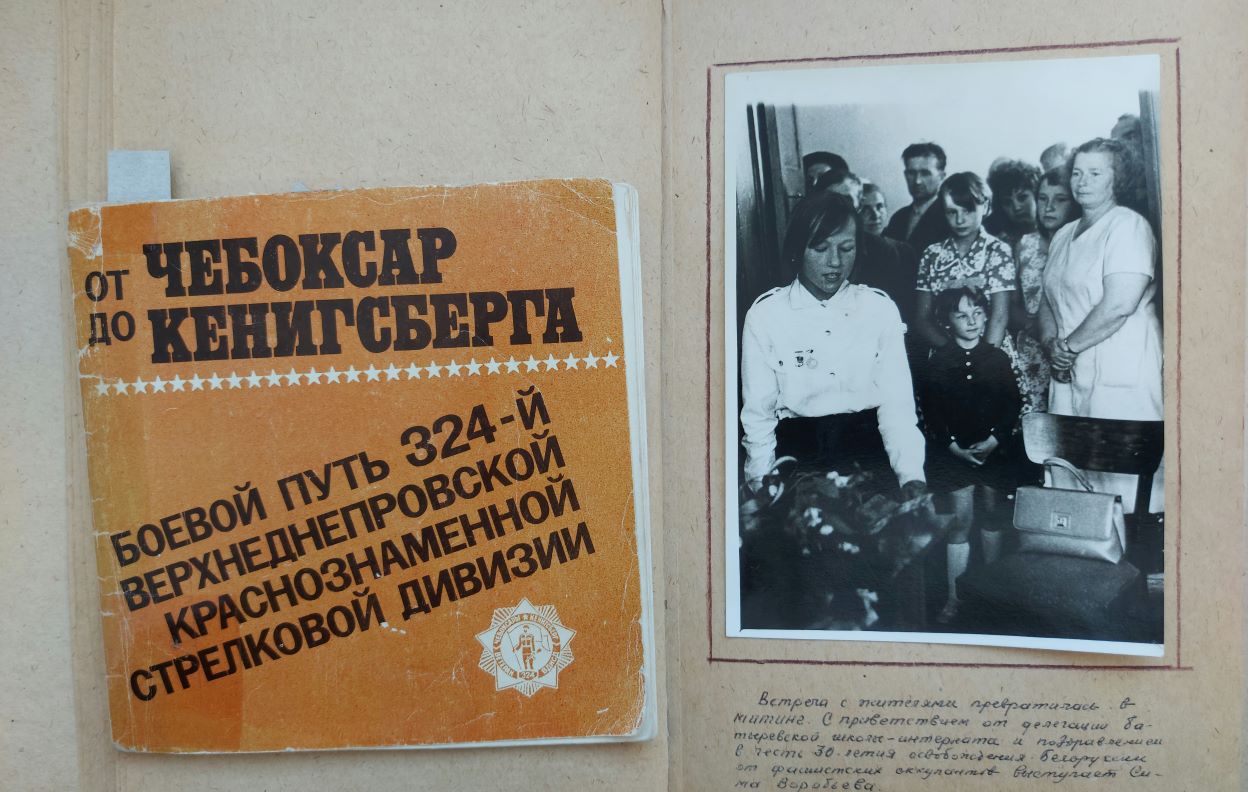 ОТ ЧЕБОКСАР
ДО КЕНИГСБЕРГА
БОЕВОЙ ПУТЬ 324-Й
ВЕРХНЕДНЕПРОВСКОЙ
КРАСНОЗНАМЕННОЙ
СТРЕЛКОВОЙ ДИВИЗИИ
324
Встреча с жителями превратилась в
митинг. С приветствием от делегации ба-
тыревской школы-интерната и поздравлением
в честь 30-летия освобождения Белоруссии
от фашистских оккупантов выступает Си-
ма Воробьева.